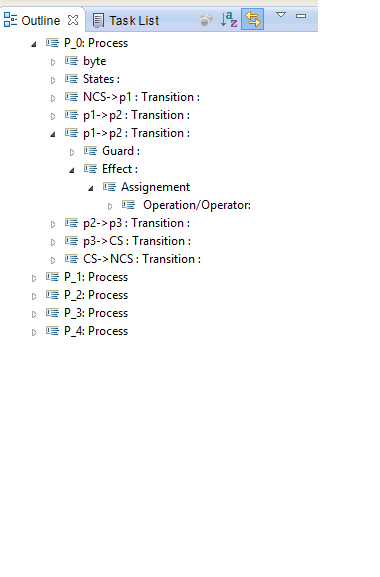 Outline Task List
P_0: Process
byte
States :
NCS->p1 : Transition :
p1->p2 : Transition :
p1->p2 : Transition :
Guard :
Effect :
Assignement
Operation/Operator:
p2->p3 : Transition :
p3->CS : Transition :
CS->NCS : Transition :
P_1: Process
P_2: Process
P_3: Process
P_4: Process